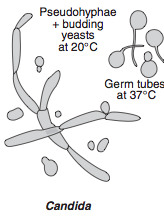 Pseudohyphae
+ budding
yeasts
at 20°C
Germ tubes
at 37°C
Candida